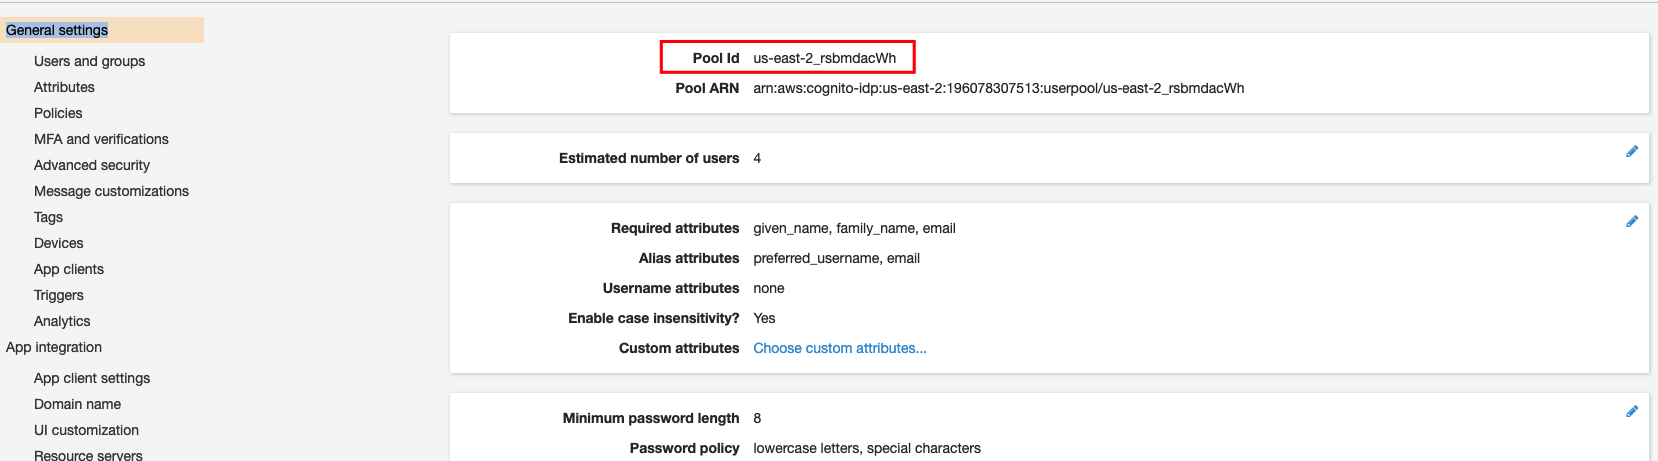 General settings
Users and groups
Attributes
Policies
MFA and verifications
Advanced security
Message customizations
Tags
Devices
App clients
Triggers
Analytics
App integration
App client settings
Domain name
UI customization
Resource servers
Pool Id us-east-2_rsbmdacWh
Pool ARN arn:aws:cognito-idp:us-east-2:196078307513:userpool/us-east-2_rsbmdacWh
Estimated number of users 4
Required attributes given_name, family_name, email
Alias attributes preferred_username, email
Username attributes none
Enable case insensitivity? Yes
Custom attributes Choose custom attributes...
Minimum password length 8
Password policy lowercase letters, special characters